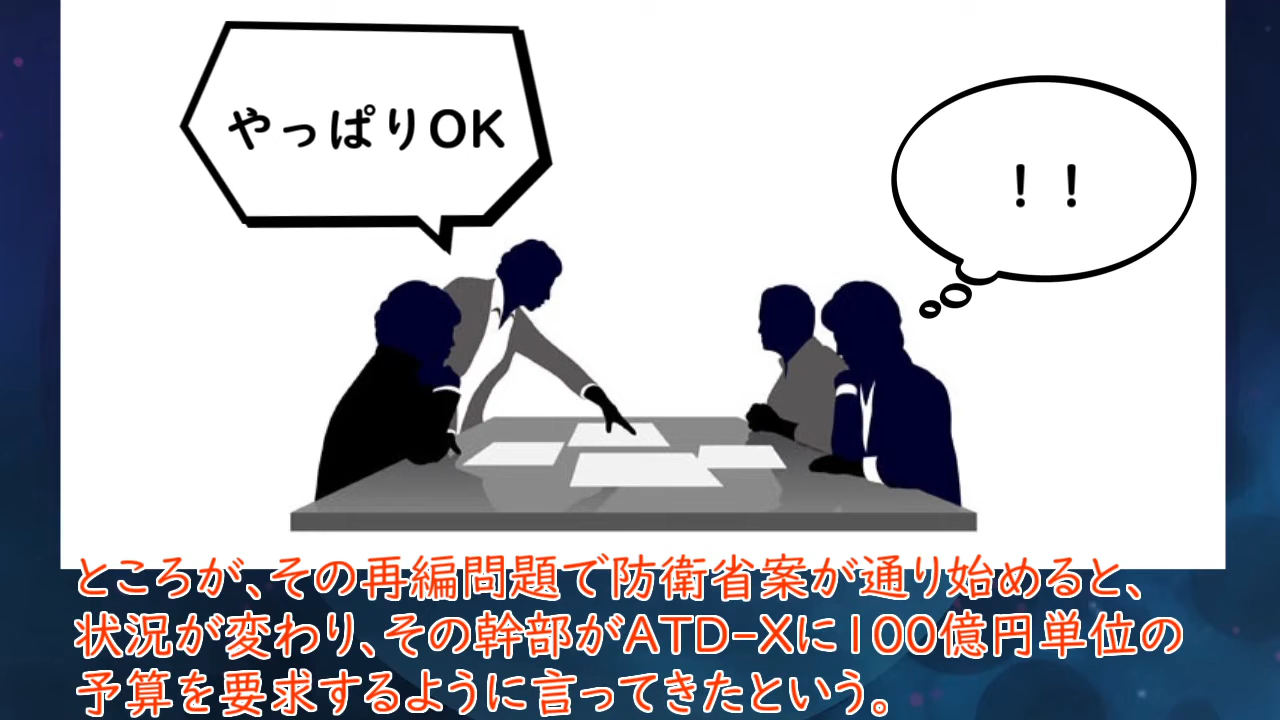 やっぱりOK
！！
ところが、その再編問題で防衛省案が通り始めると、
状況が変わり、その幹部がATD-Xに100億円単位の
予算を要求するように言ってきたという。